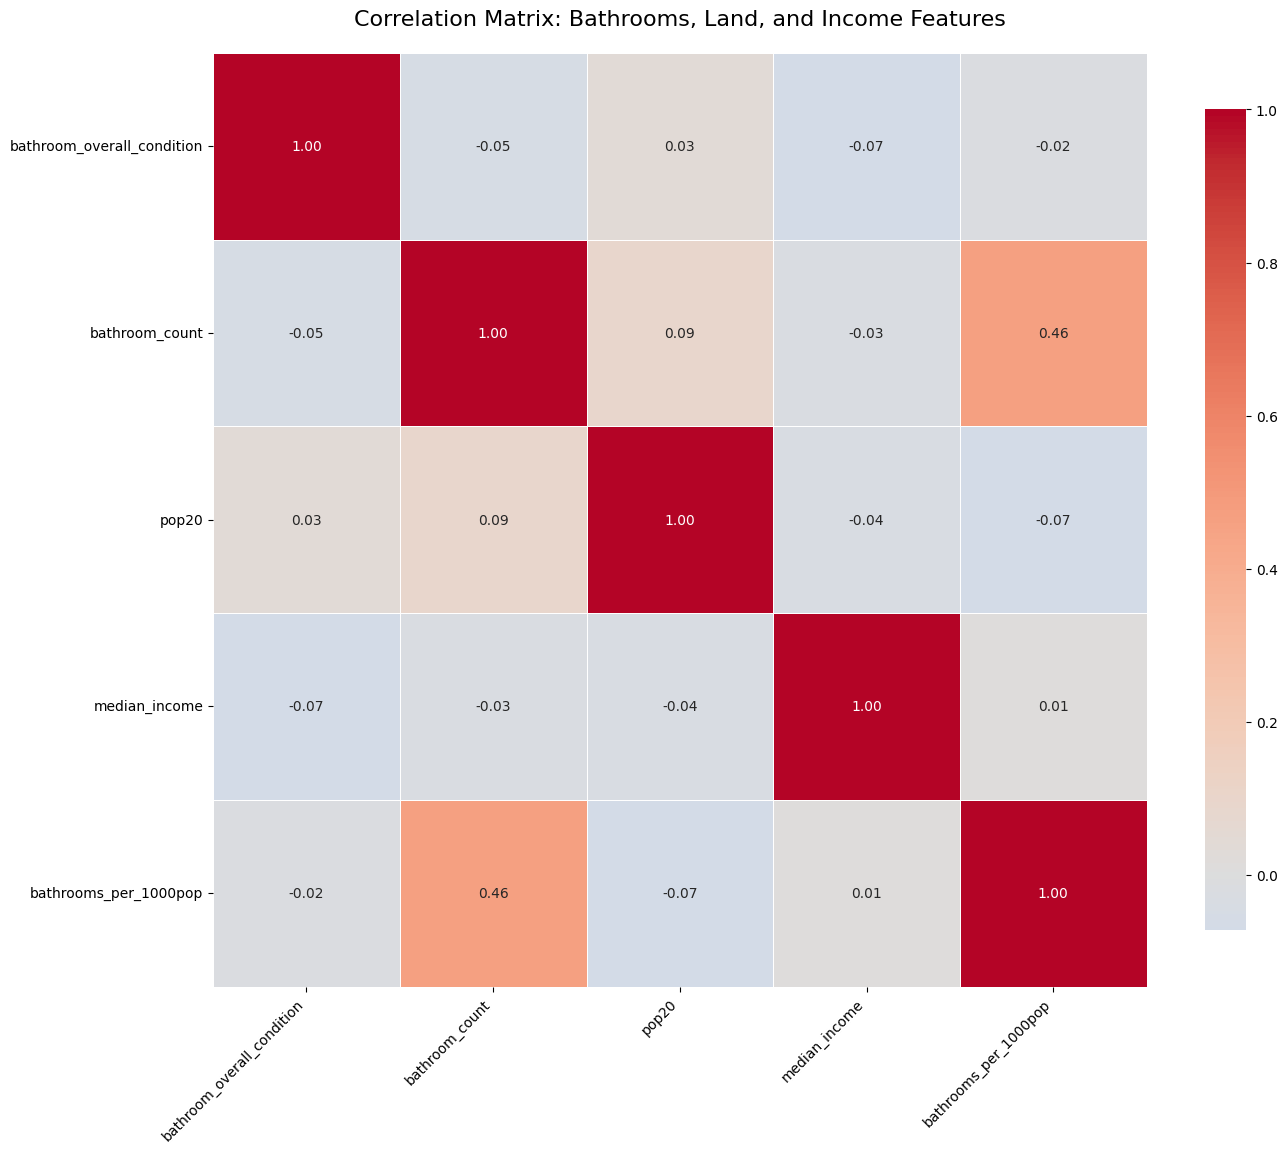 Correlation Matrix: Bathrooms, Land, and Income Features
bathroom_overall_condition 1.00 -0.05 0.03 -0.07 -0.02
bathroom_count -0.05 1.00 0.09 -0.03 0.46
pop20 0.03 0.09 1.00 -0.04 -0.07
median_income -0.07 -0.03 -0.04 1.00 0.01
bathrooms_per_1000pop -0.02 0.46 -0.07 0.01 1.00
bathroom_overall_condition
bathroom_count
pop20
median_income
bathrooms_per_1000pop
1.0
0.8
0.6
0.4
0.2
0.0